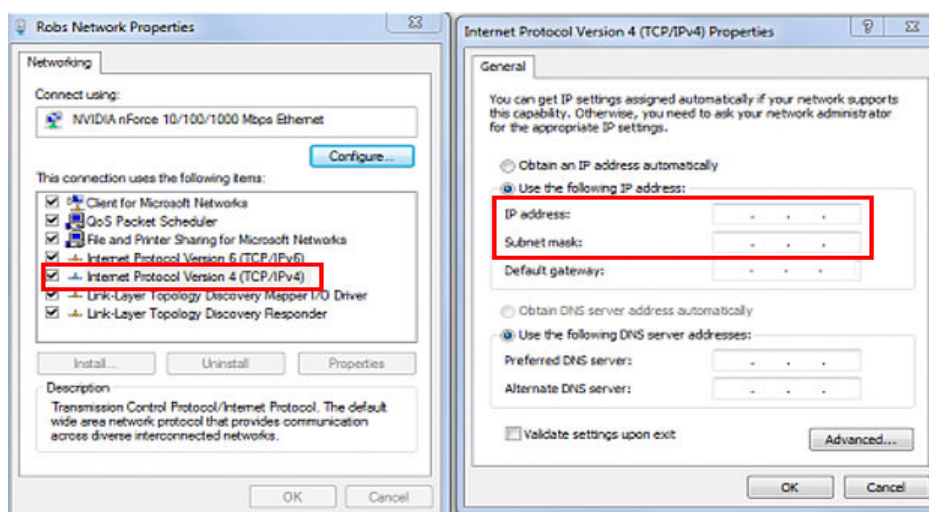 Robs Network Properties
Networking
Connect using:
NVIDIA nForce 10/100/1000 Mbps Ethernet
Configure...
This connection uses the following items:
Client for Microsoft Networks
QoS Packet Scheduler
File and Printer Sharing for Microsoft Networks
Internet Protocol Version 6 (TCP/IPv6)
Internet Protocol Version 4 (TCP/IPv4)
Link-Layer Topology Discovery Mapper I/O Driver
Link-Layer Topology Discovery Responder
Install...
Uninstall
Properties
Description
Transmission Control Protocol/Internet Protocol. The default
wide area network protocol that provides communication
across diverse interconnected networks.
OK
Cancel
Internet Protocol Version 4 (TCP/IPv4) Properties
General
You can get IP settings assigned automatically if your network supports
this capability. Otherwise, you need to ask your network administrator
for the appropriate IP settings.
Obtain an IP address automatically
Use the following IP address:
IP address:
Subnet mask:
Default gateway:
Obtain DNS server address automatically
Use the following DNS server addresses:
Preferred DNS server:
Alternate DNS server:
Validate settings upon exit
Advanced...
OK
Cancel